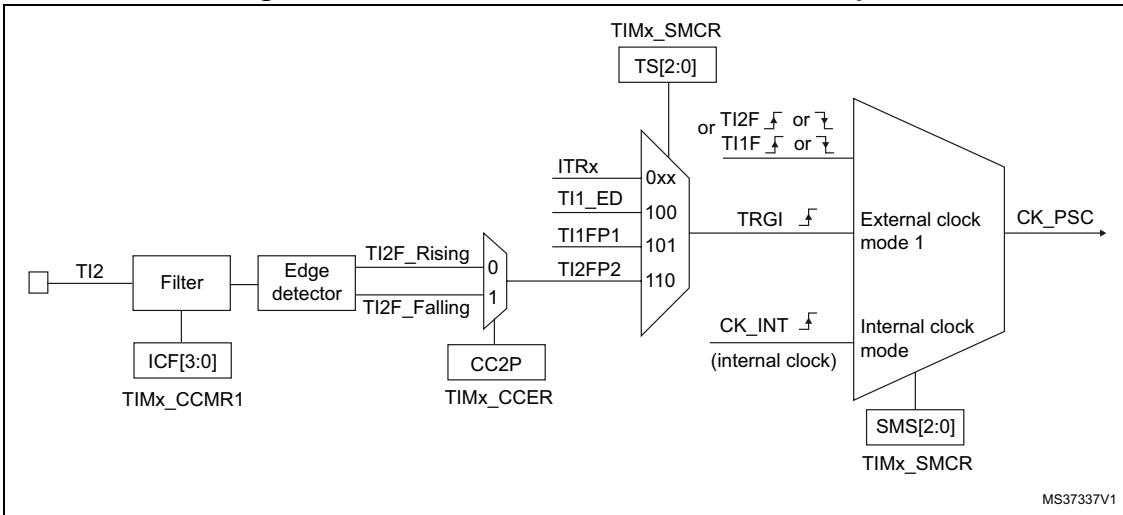 TIMx_SMCR
TS[2:0]
or TI2F or
TI1F or
ITRx
0xx
TI1_ED
100
TRGI
External clock
mode 1
CK_PSC
TI1FP1
101
TI2F_Rising
0
TI2FP2
110
TI2
Filter
Edge
detector
TI2F_Falling
1
CK_INT
(internal clock)
Internal clock
mode
ICF[3:0]
TIMx_CCMR1
CC2P
TIMx_CCER
SMS[2:0]
TIMx_SMCR
MS37337V1